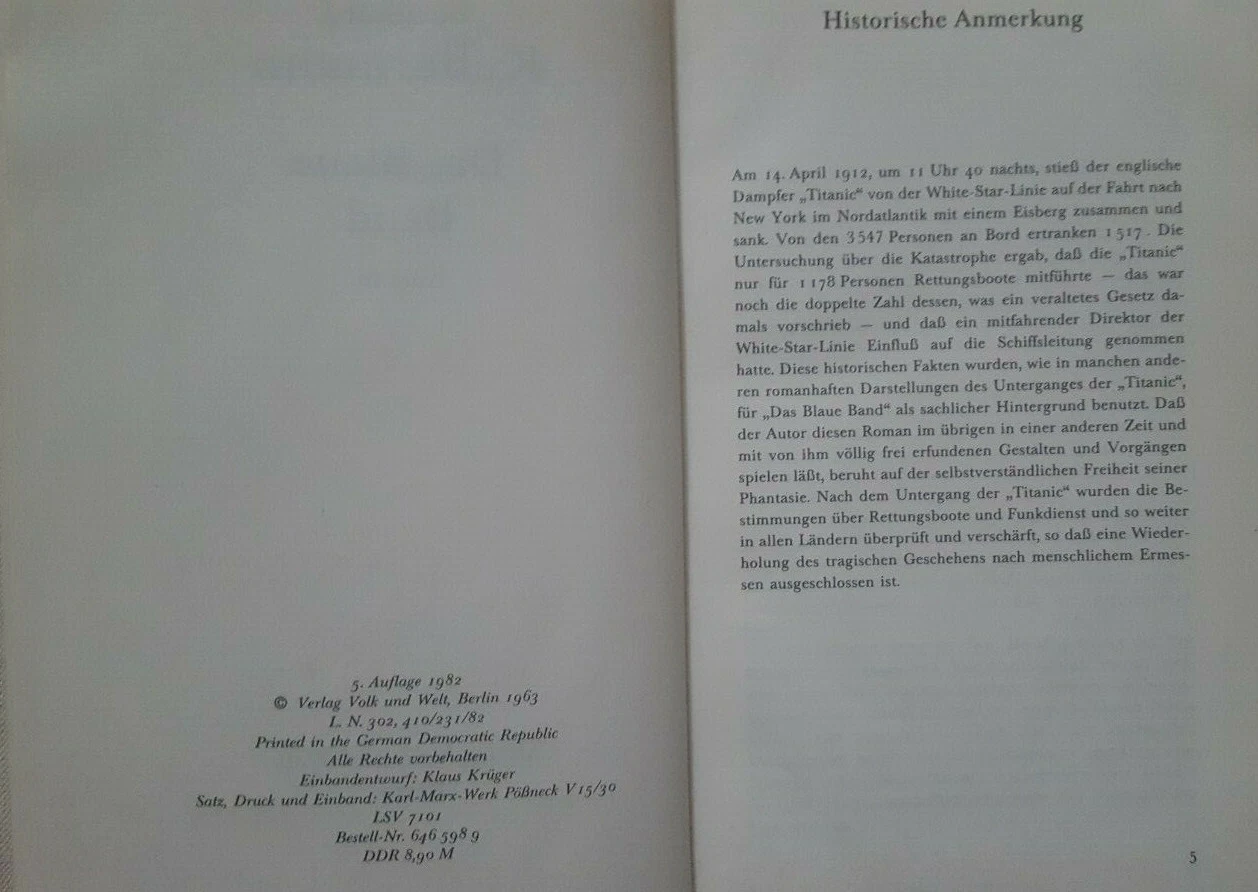 5. Auflage 1982
© Verlag Volk und Welt, Berlin 1963
L. N. 302, 410/231/82
Printed in the German Democratic Republic
Alle Rechte vorbehalten
Einbandentwurf: Klaus Krüger
Satz, Druck und Einband: Karl-Marx-Werk Pößneck V 15/30
LSV 7101
Bestell-Nr. 646 598 9
DDR 8,90 M
Historische Anmerkung
Am 14. April 1912, um 11 Uhr 40 nachts, stieß der englische
Dampfer „Titanic“ von der White-Star-Linie auf der Fahrt nach
New York im Nordatlantik mit einem Eisberg zusammen und
sank. Von den 3547 Personen an Bord ertranken 1517. Die
Untersuchung über die Katastrophe ergab, daß die „Titanic“
nur für 1178 Personen Rettungsboote mitführte — das war
noch die doppelte Zahl dessen, was ein veraltetes Gesetz da-
mals vorschrieb — und daß ein mitfahrender Direktor der
White-Star-Linie Einfluß auf die Schiffsleitung genommen
hatte. Diese historischen Fakten wurden, wie in manchen ande-
ren romanhaften Darstellungen des Unterganges der „Titanic“,
für „Das Blaue Band“ als sachlicher Hintergrund benutzt. Daß
der Autor diesen Roman im übrigen in einer anderen Zeit und
mit von ihm völlig frei erfundenen Gestalten und Vorgängen
spielen läßt, beruht auf der selbstverständlichen Freiheit seiner
Phantasie. Nach dem Untergang der „Titanic“ wurden die Be-
stimmungen über Rettungsboote und Funkdienst und so weiter
in allen Ländern überprüft und verschärft, so daß eine Wieder-
holung des tragischen Geschehens nach menschlichem Ermes-
sen ausgeschlossen ist.
5